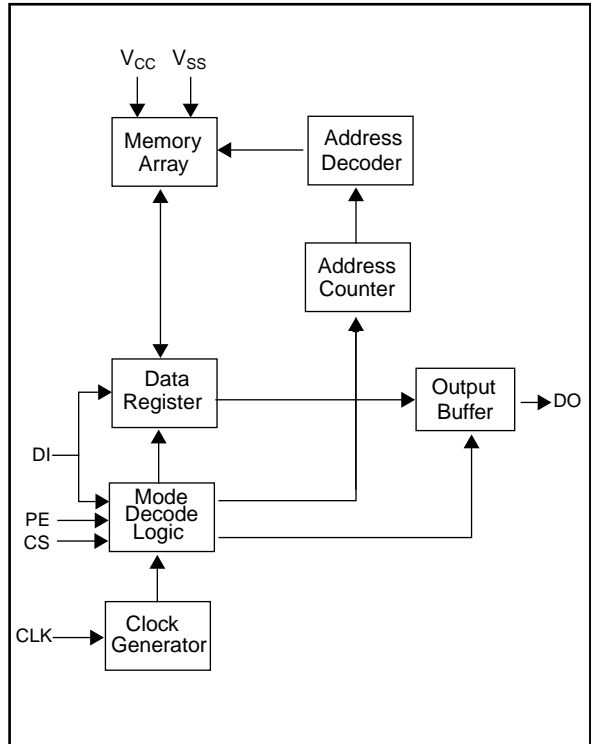 VCC VSS
Memory
Array
Address
Decoder
Address
Counter
Data
Register
Output
Buffer
DO
DI
Mode
Decode
Logic
PE
CS
CLK
Clock
Generator